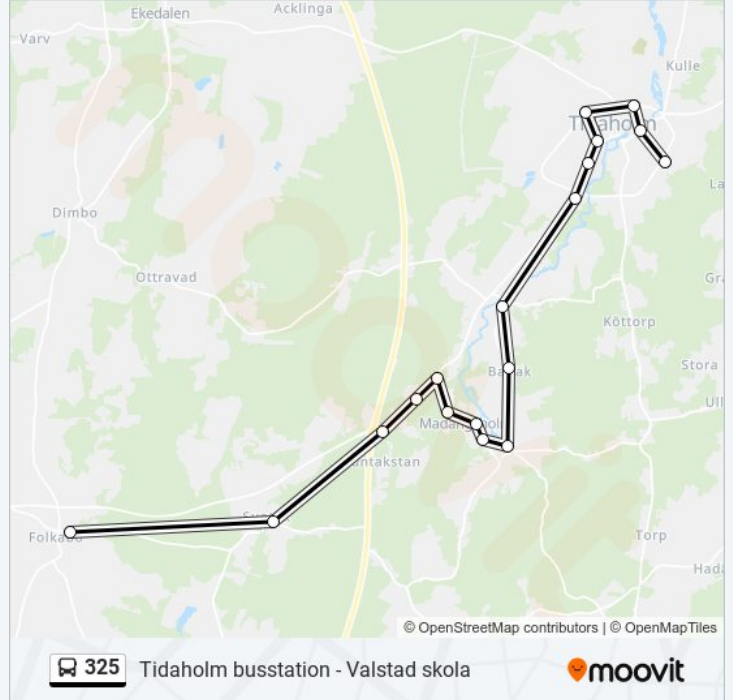 Ekedalen
Acklinga
Varv
Kulle
Dimbo
Ottravad
Köttorp
Stora
Torp
© OpenStreetMap contributors | © OpenMapTiles
325 Tidaholm busstation - Valstad skola
moovit